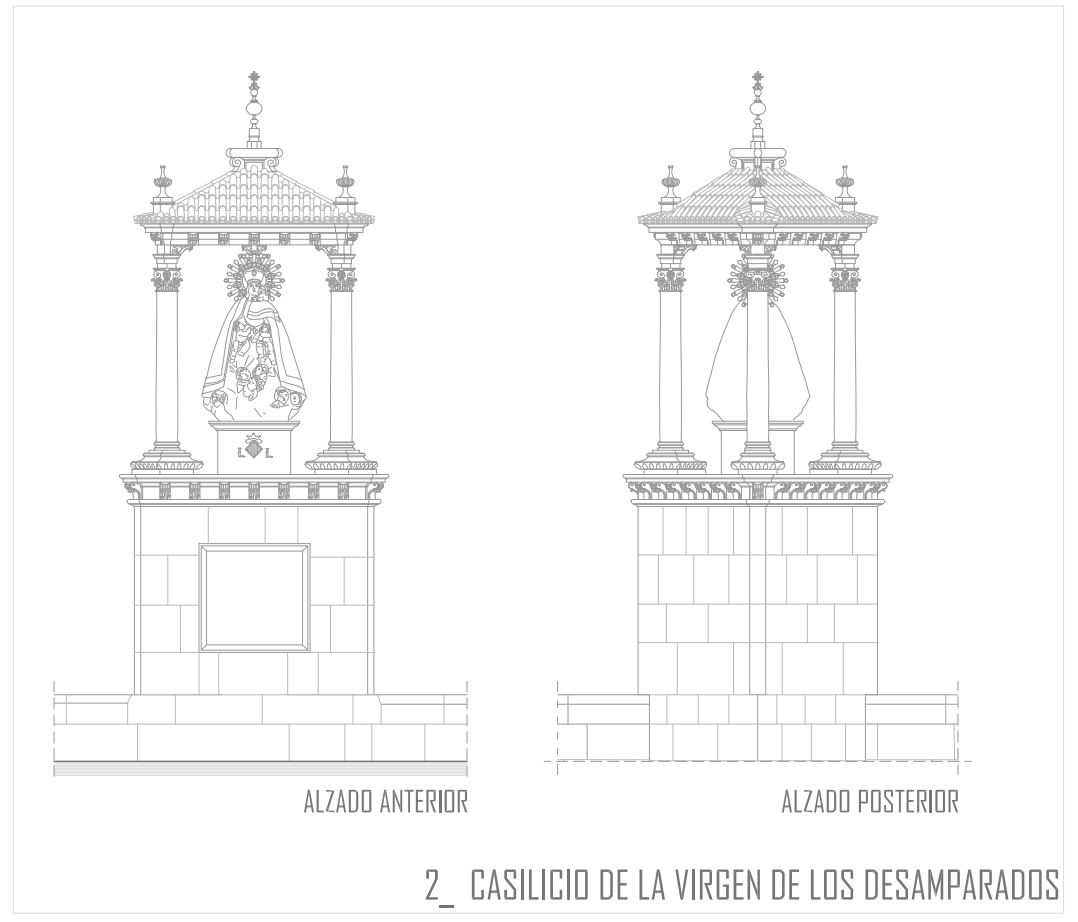 L L
ALZADO ANTERIOR
ALZADO POSTERIOR
2_ CASILICIO DE LA VIRGEN DE LOS DESAMPARADOS